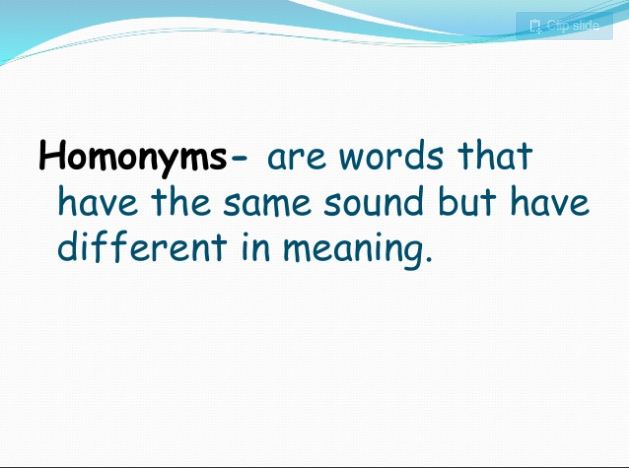 Clip slide
Homonyms- are words that
have the same sound but have
different in meaning.